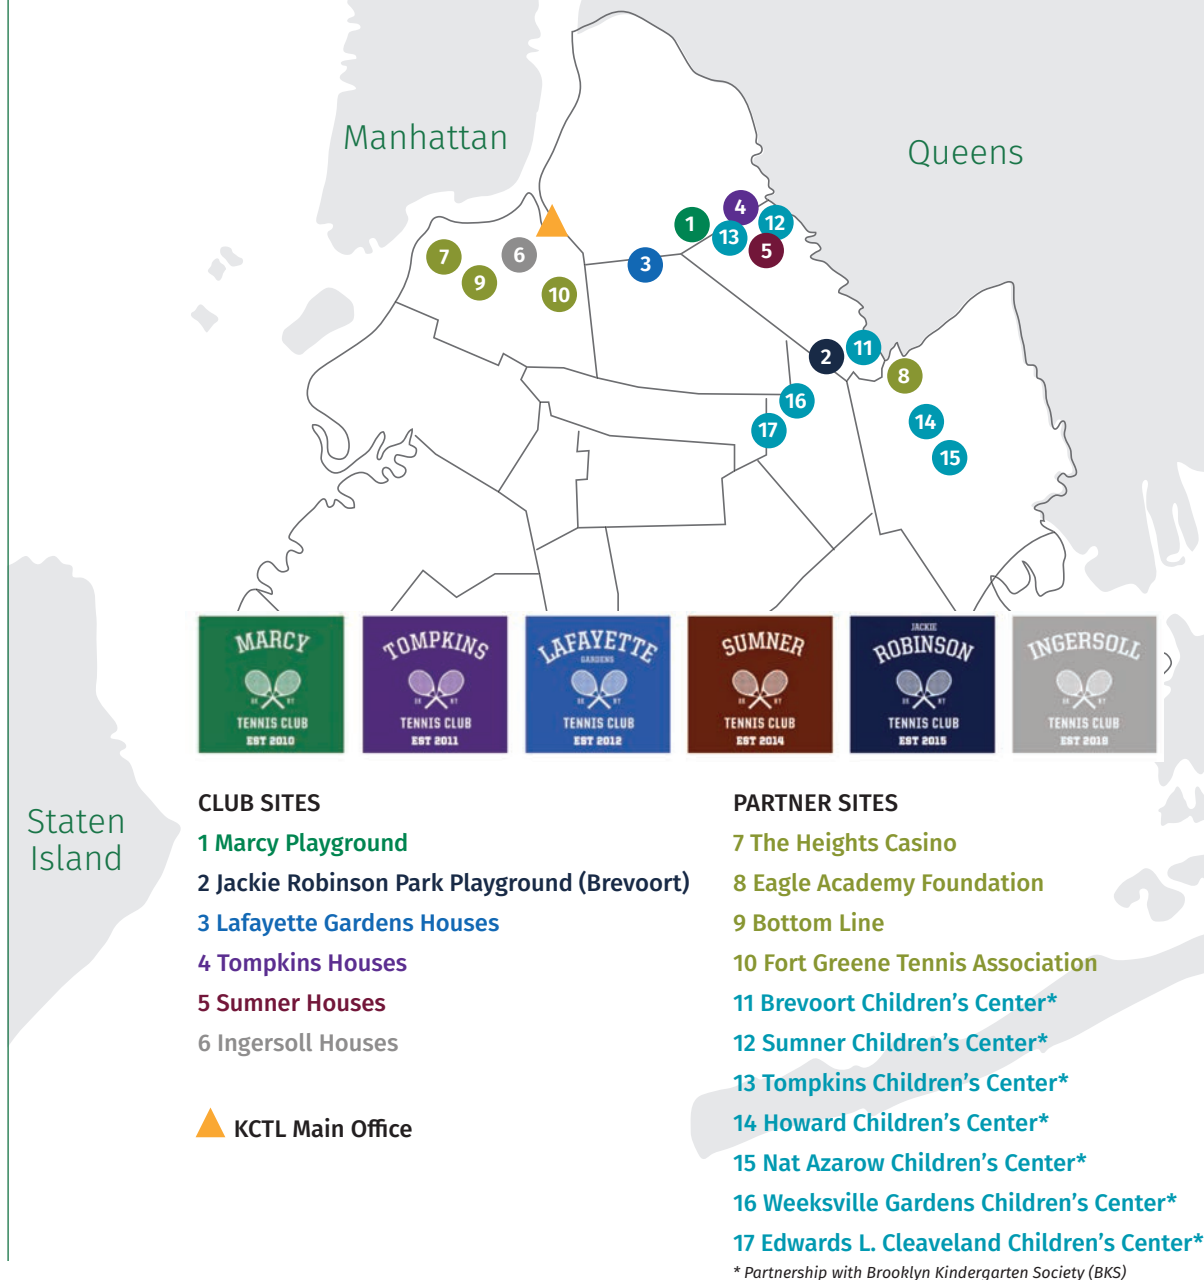 Manhattan
Queens
4
1
12
13
5
7
6
3
9
10
2
11
8
16
14
17
15
MARCY
TENNIS CLUB
EST 2010
TOMPKINS
TENNIS CLUB
EST 2011
LAFAYETTE
GARDENS
TENNIS CLUB
EST 2012
SUMNER
TENNIS CLUB
EST 2014
JACKIE
ROBINSON
TENNIS CLUB
EST 2015
INGERSOLL
TENNIS CLUB
Staten
Island
CLUB SITES
1 Marcy Playground
2 Jackie Robinson Park Playground (Brevoort)
3 Lafayette Gardens Houses
4 Tompkins Houses
5 Sumner Houses
6 Ingersoll Houses
KCTL Main Office
PARTNER SITES
7 The Heights Casino
8 Eagle Academy Foundation
9 Bottom Line
10 Fort Greene Tennis Association
11 Brevoort Children's Center*
12 Sumner Children's Center*
13 Tompkins Children's Center*
14 Howard Children's Center*
15 Nat Azarow Children's Center*
16 Weeksville Gardens Children's Center*
17 Edwards L. Cleaveland Children's Center*
* Partnership with Brooklyn Kindergarten Society (BKS)